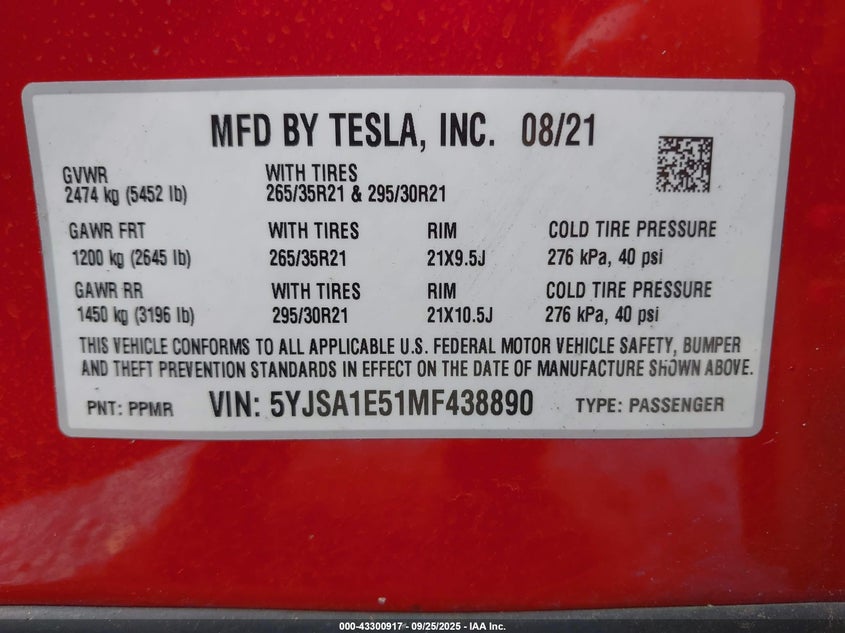 MFD BY TESLA, INC. 08/21
GVWR WITH TIRES
2474 kg (5452 lb) 265/35R21 & 295/30R21
GAWR FRT WITH TIRES RIM COLD TIRE PRESSURE
1200 kg (2645 lb) 265/35R21 21X9.5J 276 kPa, 40 psi
GAWR RR WITH TIRES RIM COLD TIRE PRESSURE
1450 kg (3196 lb) 295/30R21 21X10.5J 276 kPa, 40 psi
THIS VEHICLE CONFORMS TO ALL APPLICABLE U.S. FEDERAL MOTOR VEHICLE SAFETY, BUMPER
AND THEFT PREVENTION STANDARDS IN EFFECT ON THE DATE OF MANUFACTURE SHOWN ABOVE.
PNT: PPMR VIN: 5YJSA1E51MF438890 TYPE: PASSENGER
000-43300917 - 09/25/2025 - IAA Inc.